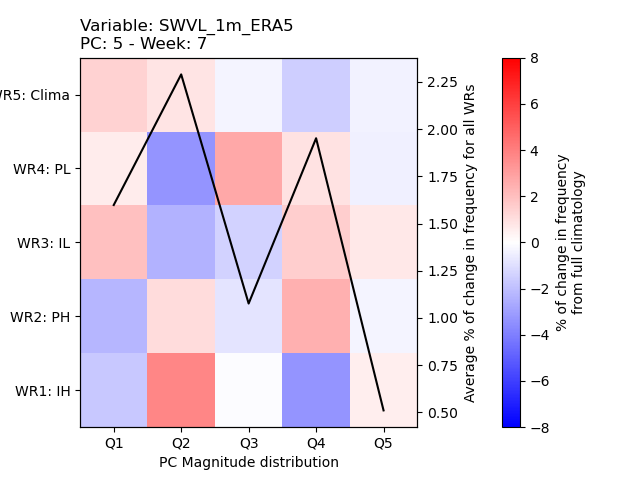 Variable: SWVL_1m_ERA5
PC: 5 - Week: 7
WR5: Clima
WR4: PL
WR3: IL
WR2: PH
WR1: IH
Q1 Q2 Q3 Q4 Q5
PC Magnitude distribution
2.25
2.00
1.75
1.50
1.25
1.00
0.75
0.50
Average % of change in frequency for all WRs
8
6
4
2
0
−2
−4
−6
−8
% of change in frequency
from full climatology